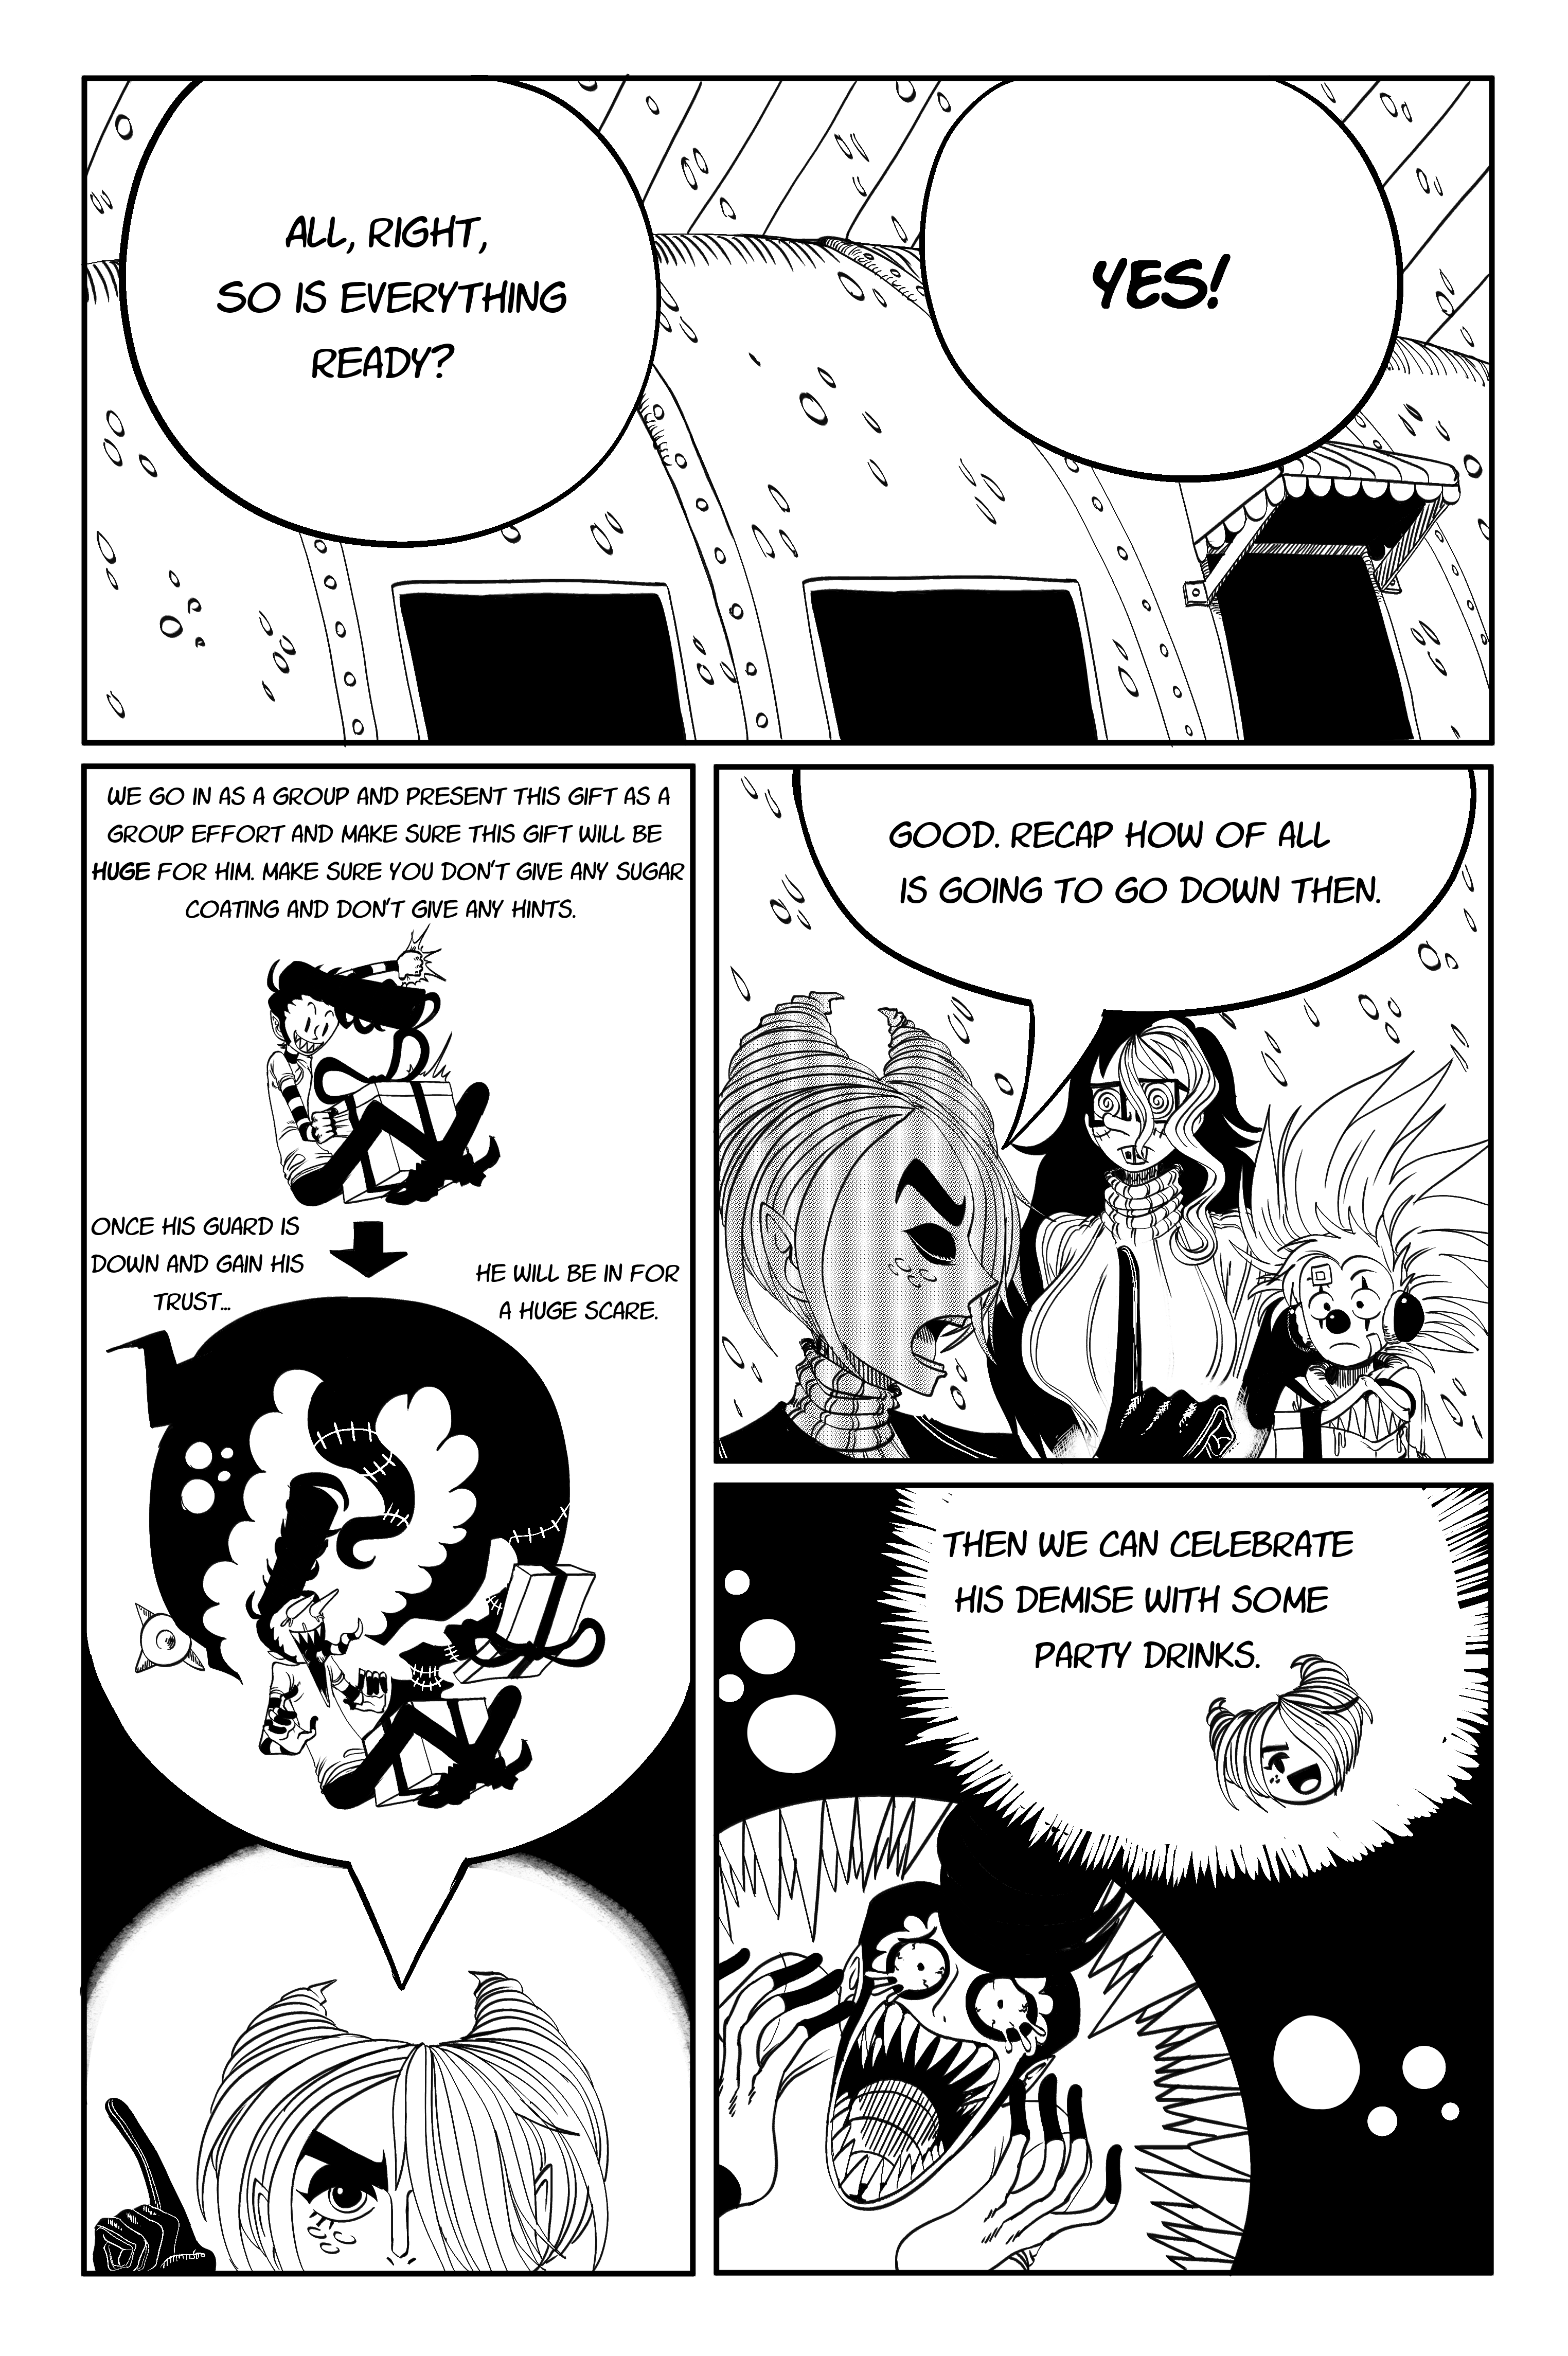 ALL, RIGHT,
SO IS EVERYTHING
READY?
YES!
GOOD. RECAP HOW OF ALL
IS GOING TO GO DOWN THEN.
WE GO IN AS A GROUP AND PRESENT THIS GIFT AS A
GROUP EFFORT AND MAKE SURE THIS GIFT WILL BE
HUGE FOR HIM. MAKE SURE YOU DON'T GIVE ANY SUGAR
COATING AND DON'T GIVE ANY HINTS.
ONCE HIS GUARD IS
DOWN AND GAIN HIS
TRUST...
HE WILL BE IN FOR
A HUGE SCARE.
THEN WE CAN CELEBRATE
HIS DEMISE WITH SOME
PARTY DRINKS.